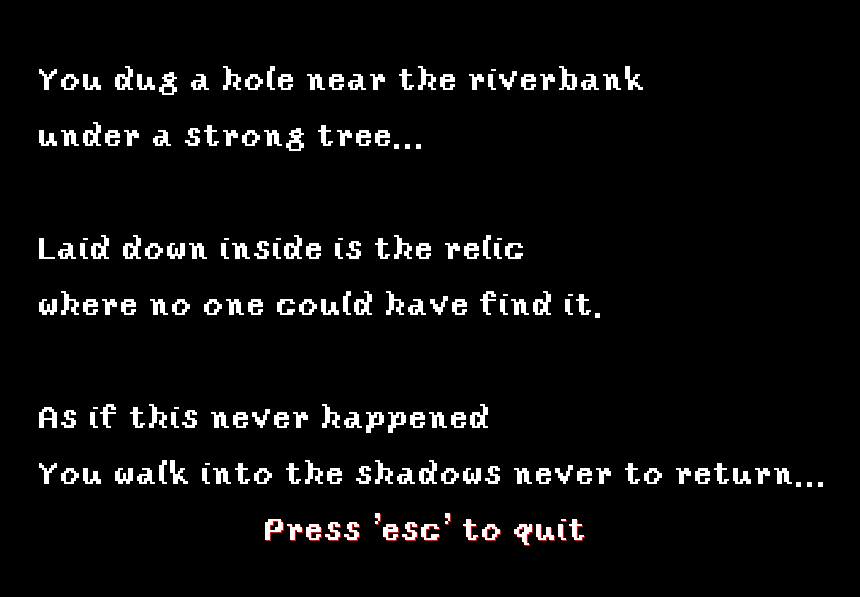 You dug a hole near the riverbank
under a strong tree...
Laid down inside is the relic
where no one could have find it.
As if this never happened
You walk into the shadows never to return...
Press 'esc' to quit